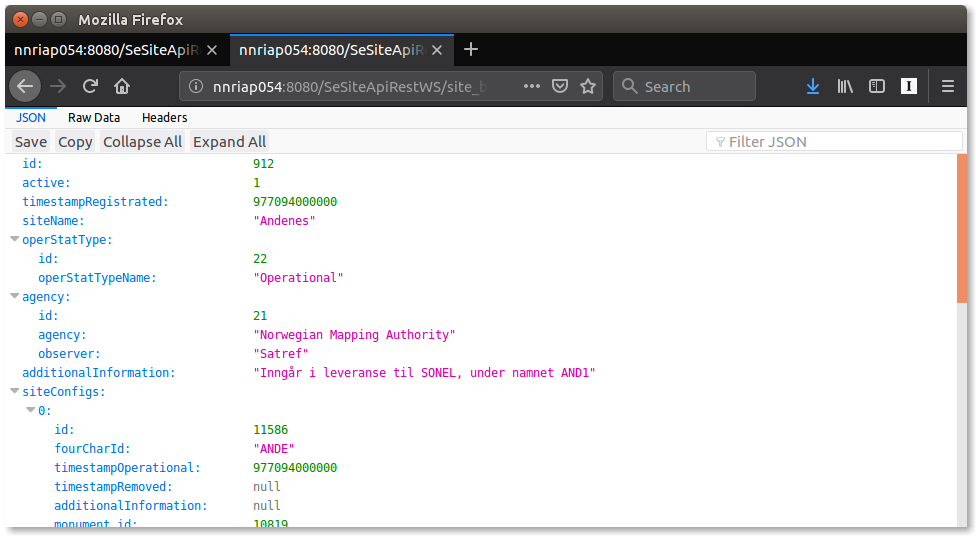 Mozilla Firefox
nnriap054:8080/SeSiteApiR
nnriap054:8080/SeSiteApiR
nnriap054:8080/SeSiteApiRestWS/site_b
Search
JSON Raw Data Headers
Save Copy Collapse All Expand All Filter JSON
id: 912
active: 1
timestampRegistrated: 977094000000
siteName: "Andenes"
operStatType:
id: 22
operStatTypeName: "Operational"
agency:
id: 21
agency: "Norwegian Mapping Authority"
observer: "Satref"
additionalInformation: "Inngår i leveranse til SONEL, under namnet AND1"
siteConfigs:
0:
id: 11586
fourCharId: "ANDE"
timestampOperational: 977094000000
timestampRemoved: null
additionalInformation: null
monument_id: 10819